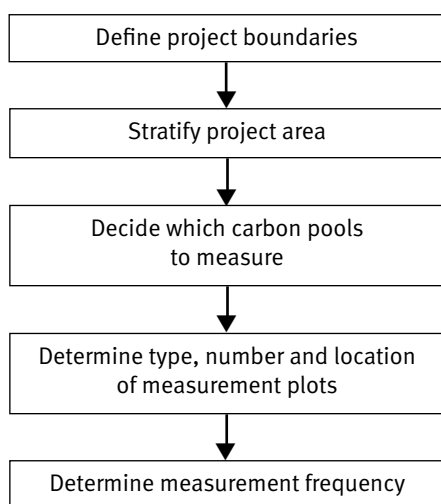 Define project boundaries
Stratify project area
Decide which carbon pools
to measure
Determine type, number and location
of measurement plots
Determine measurement frequency